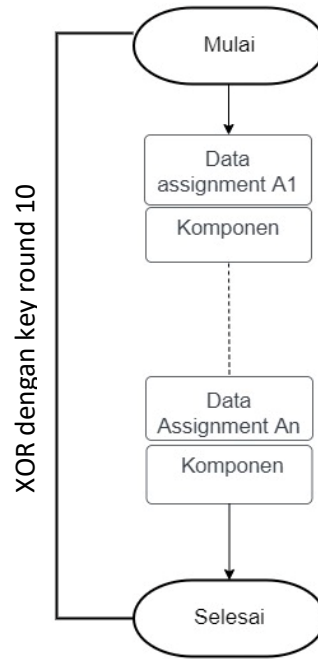 Mulai
XOR dengan key round 10
Data
assignment A1
Komponen
Data
Assignment An
Komponen
Selesai